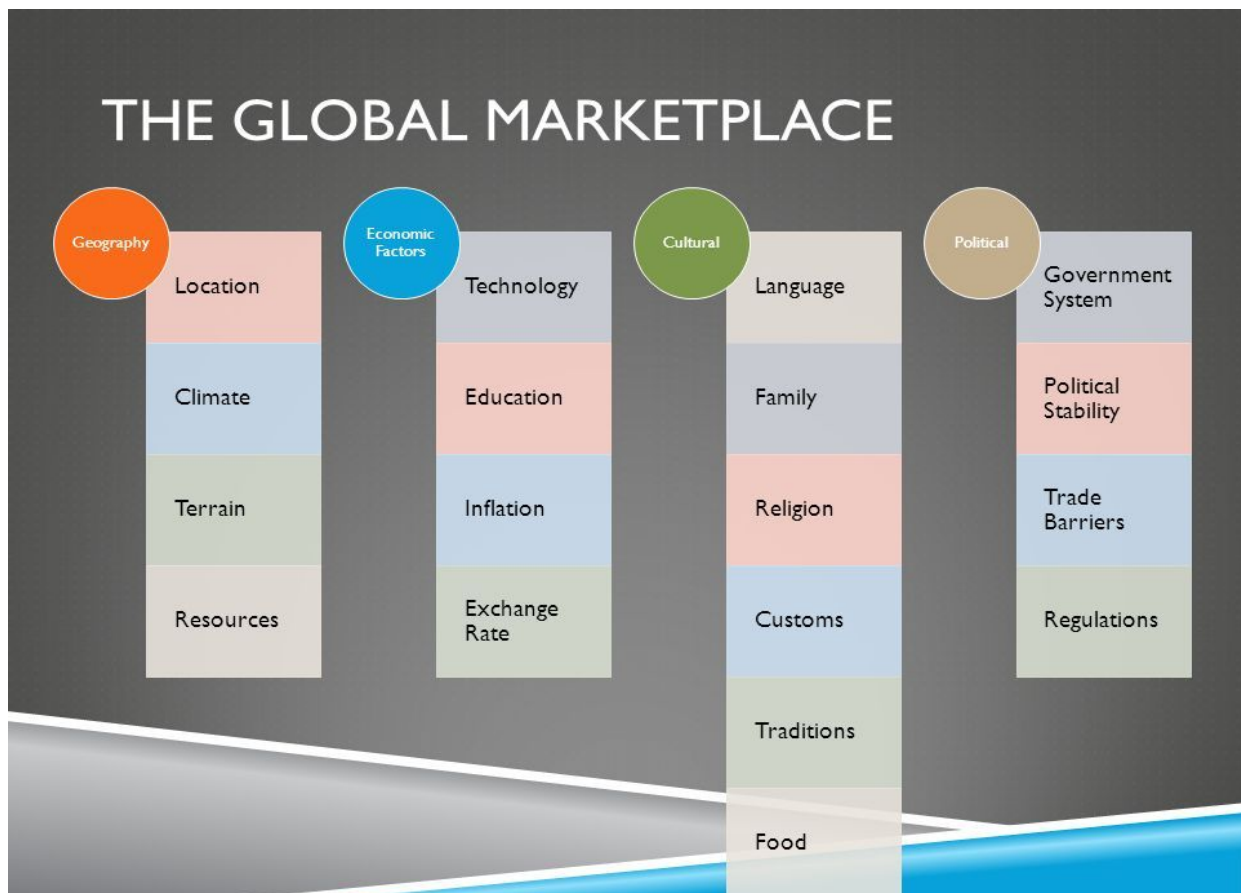 THE GLOBAL MARKETPLACE
Geography
Location
Climate
Terrain
Resources
Economic
Factors
Technology
Education
Inflation
Exchange
Rate
Cultural
Language
Family
Religion
Customs
Traditions
Food
Political
Government
System
Political
Stability
Trade
Barriers
Regulations